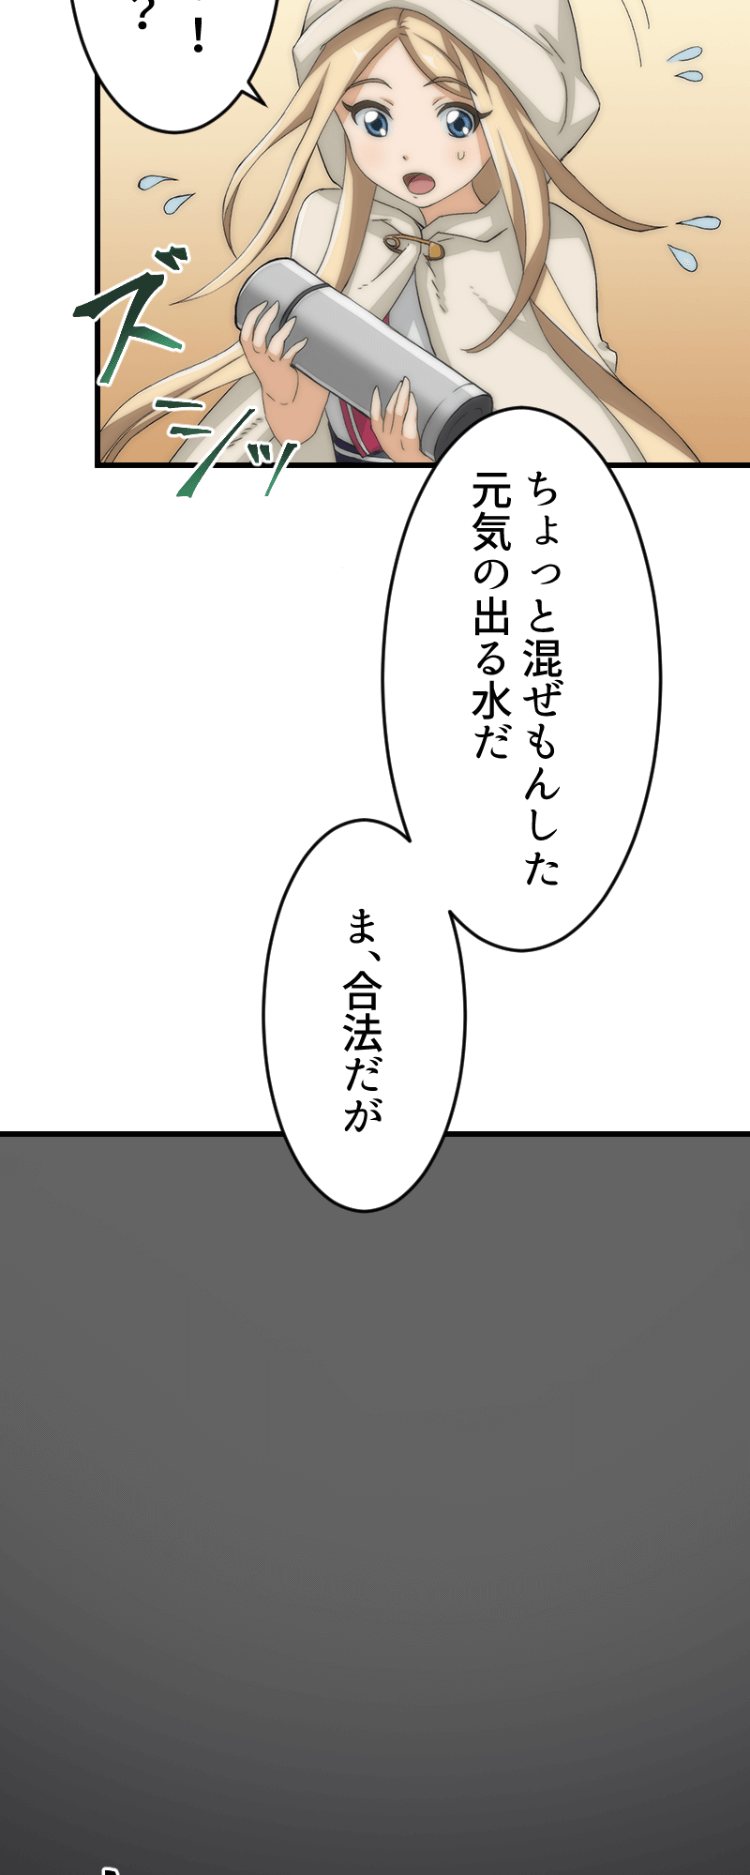 ！
？
ズシッ
ちょっと混ぜもんした
元気の出る水だ
ま、合法だが